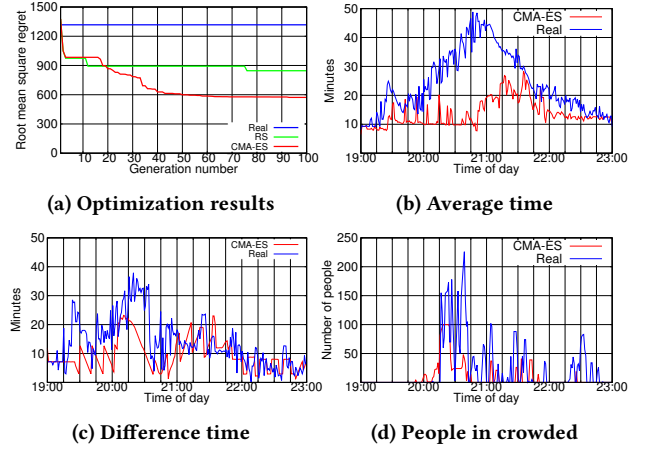 1500
1200
900
600
300
0
Root mean square regret
Real
RS
CMA-ES
10 20 30 40 50 60 70 80 90 100
Generation number
(a) Optimization results
50
40
30
20
10
Minutes
CMA-ES
Real
19:00 20:00 21:00 22:00 23:00
Time of day
(b) Average time
50
40
30
20
10
Minutes
CMA-ES
Real
19:00 20:00 21:00 22:00 23:00
Time of day
(c) Difference time
250
200
150
100
50
Number of people
CMA-ES
Real
19:00 20:00 21:00 22:00 23:00
Time of day
(d) People in crowded